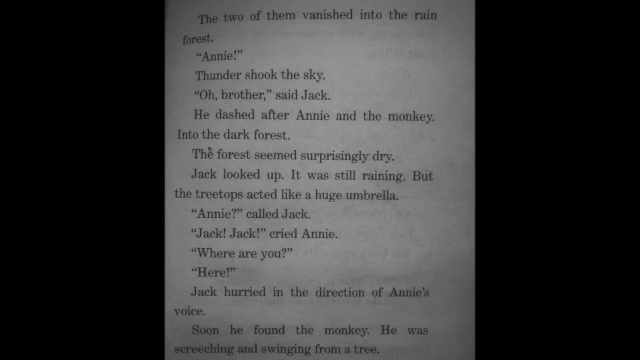 The two of them vanished into the rain
forest.
“Annie!”
Thunder shook the sky.
“Oh, brother,” said Jack.
He dashed after Annie and the monkey.
Into the dark forest.
The forest seemed surprisingly dry.
Jack looked up. It was still raining. But
the treetops acted like a huge umbrella.
“Annie?” called Jack.
“Jack! Jack!” cried Annie.
“Where are you?”
“Here!”
Jack hurried in the direction of Annie’s
voice.
Soon he found the monkey. He was
screeching and swinging from a tree.